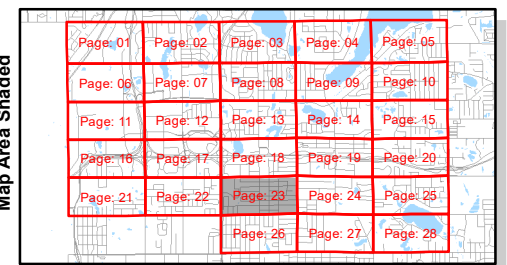 Map Area Shaded
Page: 01 Page: 02 Page: 03 Page: 04 Page: 05
Page: 06 Page: 07 Page: 08 Page: 09 Page: 10
Page: 11 Page: 12 Page: 13 Page: 14 Page: 15
Page: 16 Page: 17 Page: 18 Page: 19 Page: 20
Page: 21 Page: 22 Page: 23 Page: 24 Page: 25
Page: 26 Page: 27 Page: 28